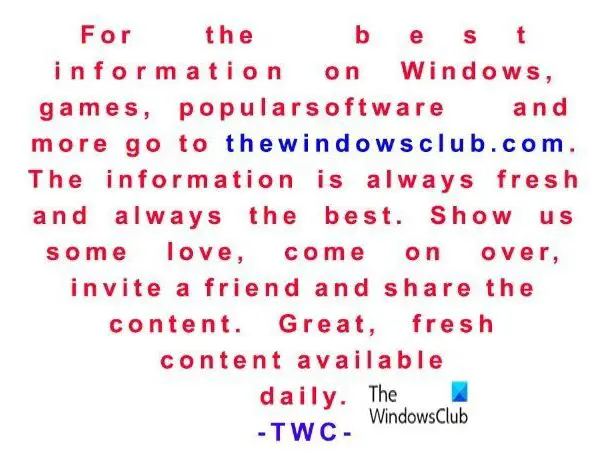 For the best
information on Windows,
games, popularsoftware and
more go to thewindowsclub.com.
The information is always fresh
and always the best. Show us
some love, come on over,
invite a friend and share the
content. Great, fresh
content available
daily.
-TWC-
The
WindowsClub